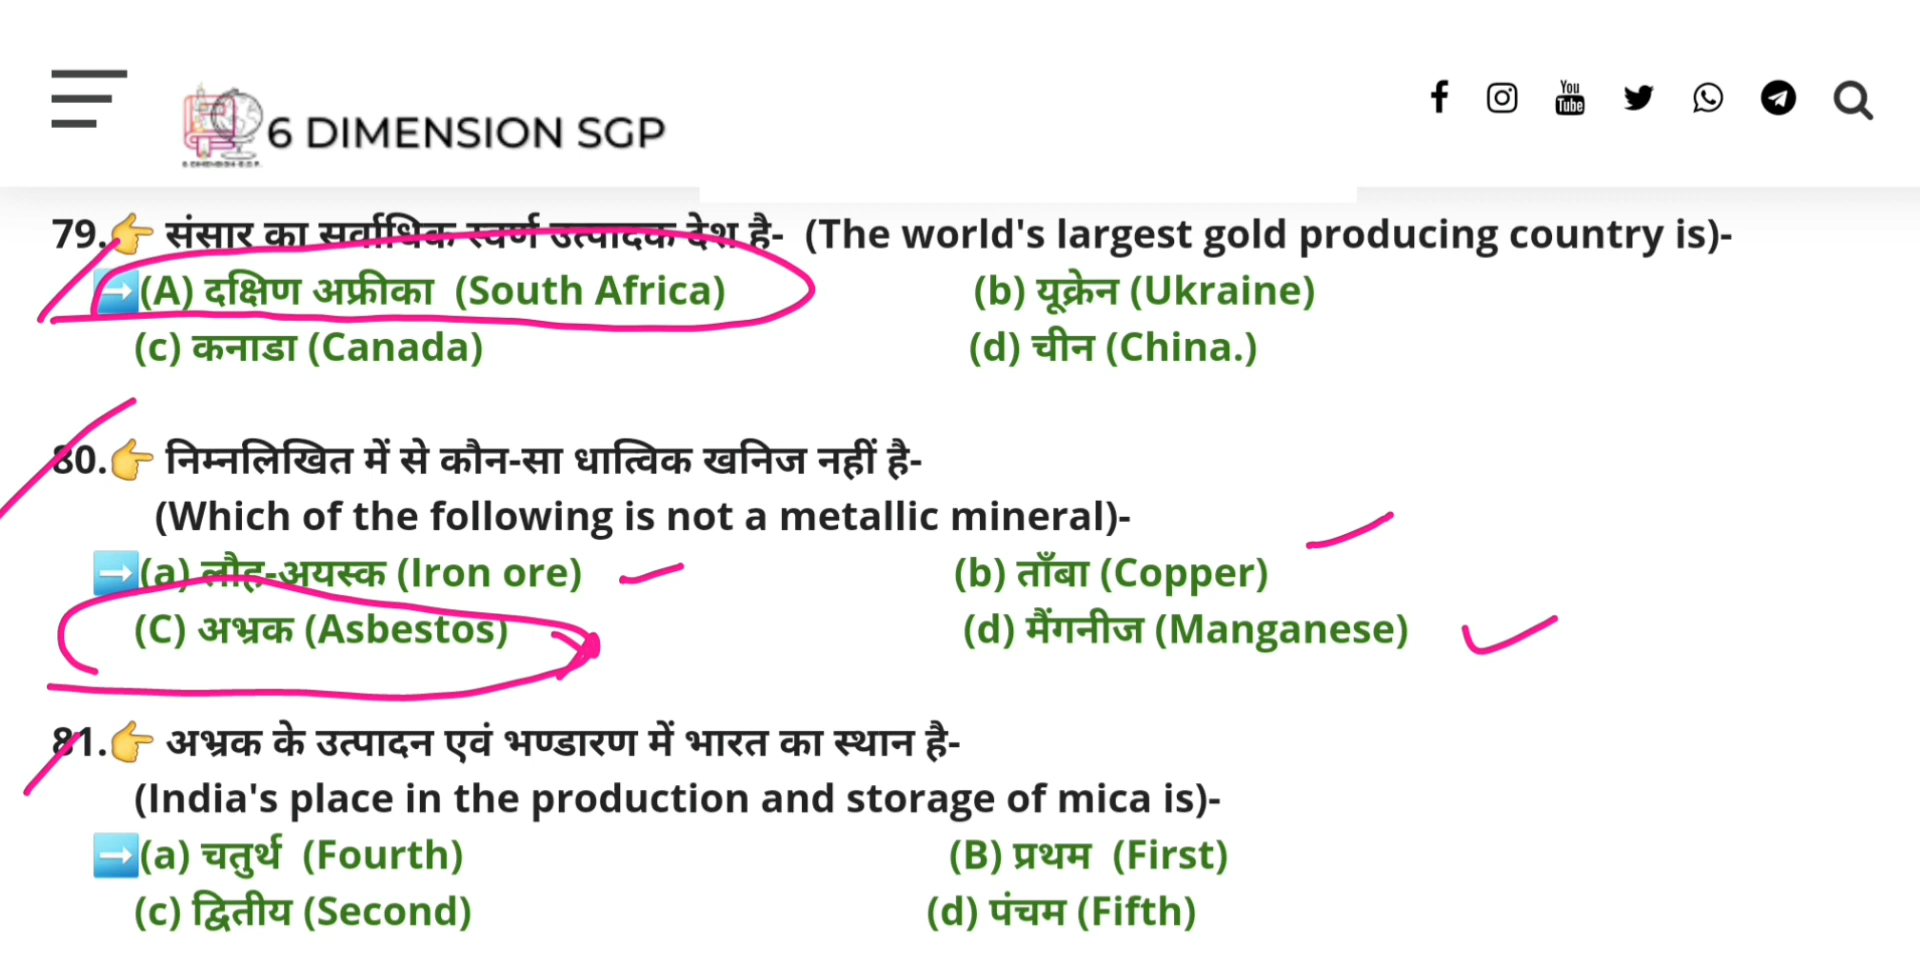 6 DIMENSION SGP
You
Tube
79.👉 संसार का सर्वाधिक स्वर्ण उत्पादक देश है- (The world's largest gold producing country is)-
➡(A) दक्षिण अफ्रीका (South Africa) (b) यूक्रेन (Ukraine)
(c) कनाडा (Canada) (d) चीन (China.)
80.👉 निम्नलिखित में से कौन-सा धात्विक खनिज नहीं है-
(Which of the following is not a metallic mineral)-
➡(a) लौह-अयस्क (Iron ore) (b) ताँबा (Copper)
(C) अभ्रक (Asbestos) (d) मैंगनीज (Manganese)
81.👉 अभ्रक के उत्पादन एवं भण्डारण में भारत का स्थान है-
(India's place in the production and storage of mica is)-
➡(a) चतुर्थ (Fourth) (B) प्रथम (First)
(c) द्वितीय (Second) (d) पंचम (Fifth)